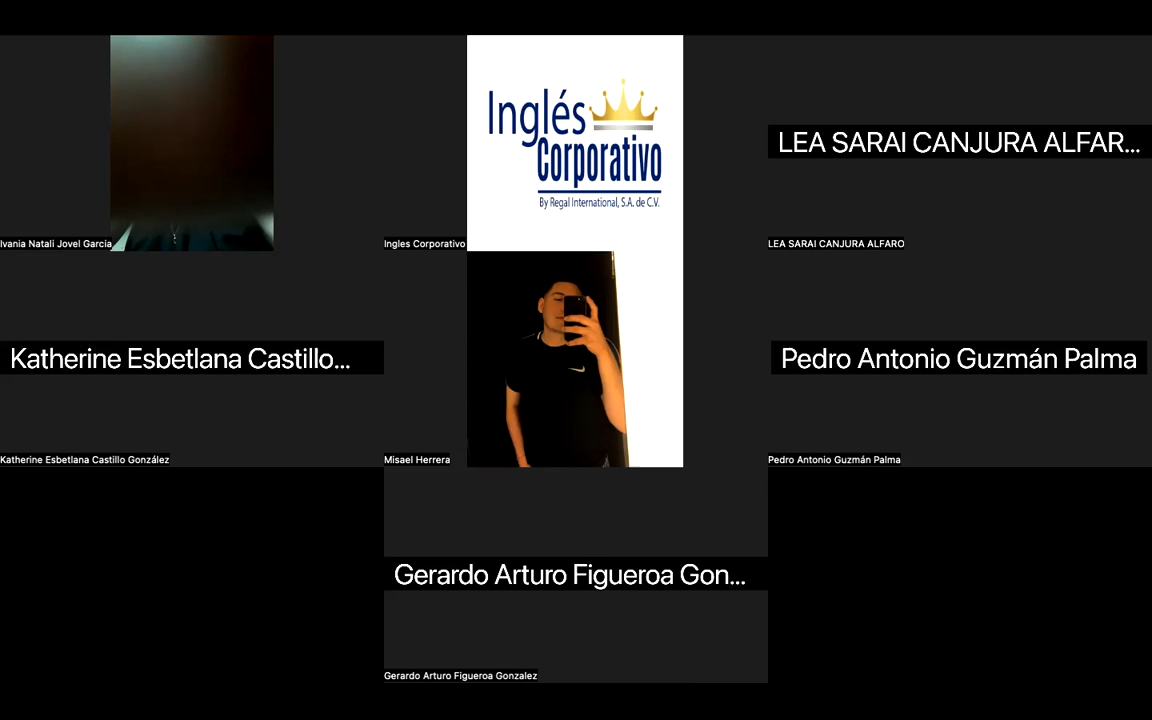 Ivania Natali Jovel Garcia
Inglés
Corporativo
By Regal International, S.A. de C.V.
Ingles Corporativo
LEA SARAI CANJURA ALFAR...
LEA SARAI CANJURA ALFARO
Katherine Esbetlana Castillo...
Katherine Esbetlana Castillo González
Misael Herrera
Pedro Antonio Guzmán Palma
Pedro Antonio Guzmán Palma
Gerardo Arturo Figueroa Gon...
Gerardo Arturo Figueroa Gonzalez